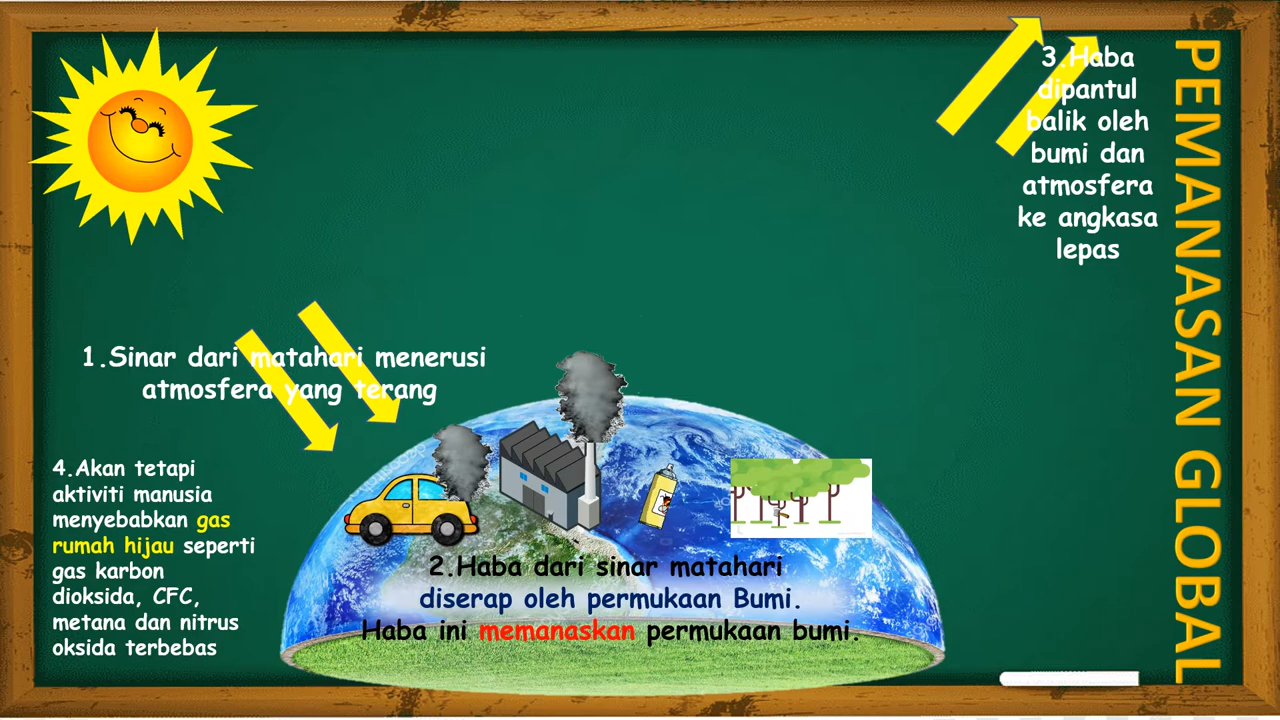 PEMANASAN GLOBAL
1.Sinar dari matahari menerusi
atmosfera yang terang
2.Haba dari sinar matahari
diserap oleh permukaan Bumi.
Haba ini memanaskan permukaan bumi.
3.Haba
dipantul
balik oleh
bumi dan
atmosfera
ke angkasa
lepas
4.Akan tetapi
aktiviti manusia
menyebabkan gas
rumah hijau seperti
gas karbon
dioksida, CFC,
metana dan nitrus
oksida terbebas